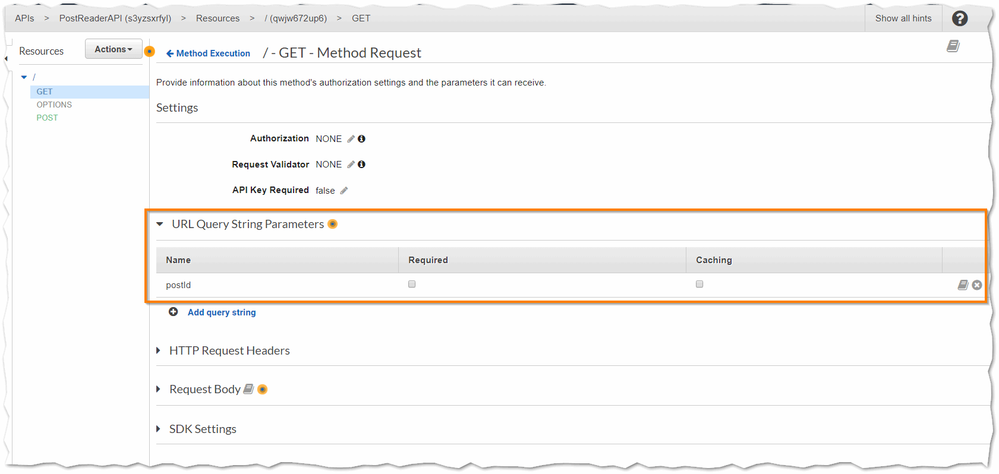 APIs > PostReaderAPI (s3yzsxrfyl) > Resources > / (qwjw672up6) > GET Show all hints ?
Resources Actions
Method Execution / - GET - Method Request
/
GET
OPTIONS
POST
Provide information about this method's authorization settings and the parameters it can receive.
Settings
Authorization NONE
Request Validator NONE
API Key Required false
URL Query String Parameters
Name Required Caching
postId
Add query string
HTTP Request Headers
Request Body
SDK Settings